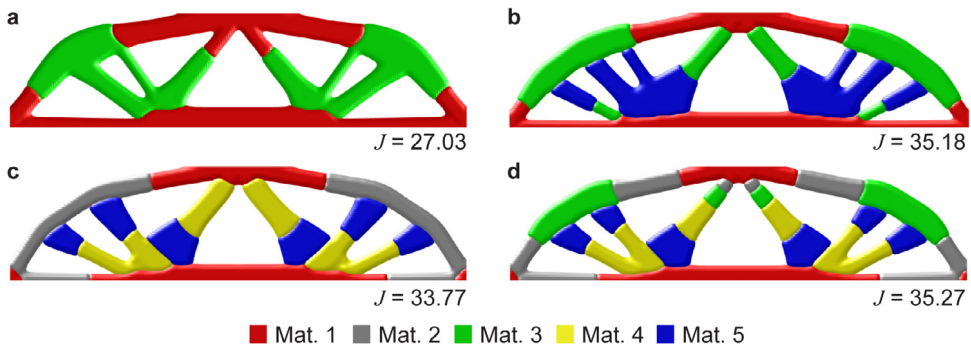 a
b
J = 27.03
J = 35.18
c
d
J = 33.77
J = 35.27
Mat. 1 Mat. 2 Mat. 3 Mat. 4 Mat. 5